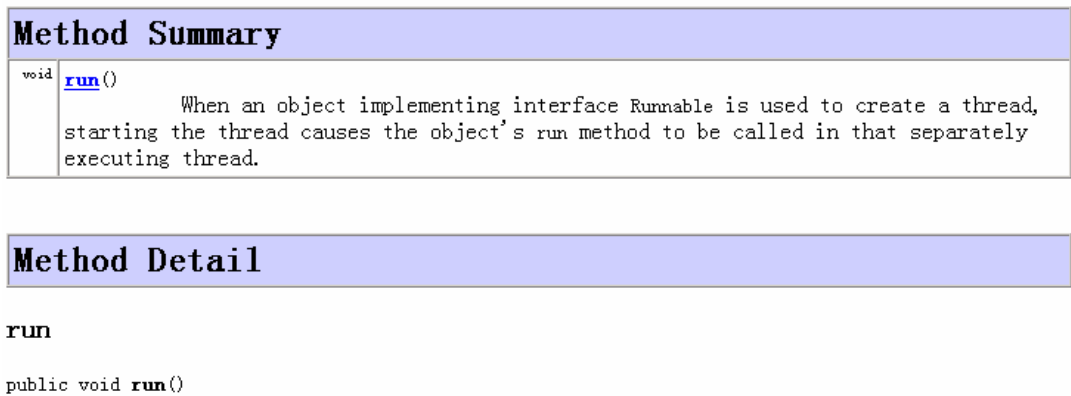 Method Summary
void run()
When an object implementing interface Runnable is used to create a thread,
starting the thread causes the object's run method to be called in that separately
executing thread.
Method Detail
run
public void run()